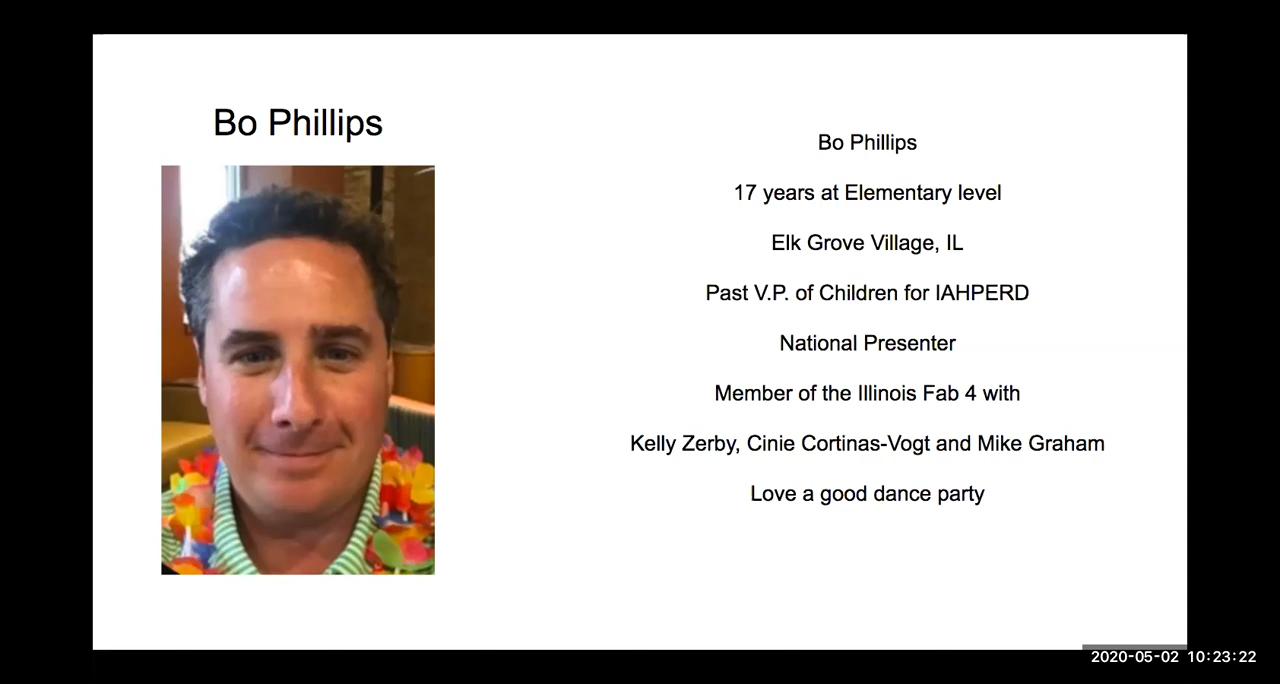 Bo Phillips
Bo Phillips
17 years at Elementary level
Elk Grove Village, IL
Past V.P. of Children for IAHPERD
National Presenter
Member of the Illinois Fab 4 with
Kelly Zerby, Cinie Cortinas-Vogt and Mike Graham
Love a good dance party
2020-05-02 10:23:22